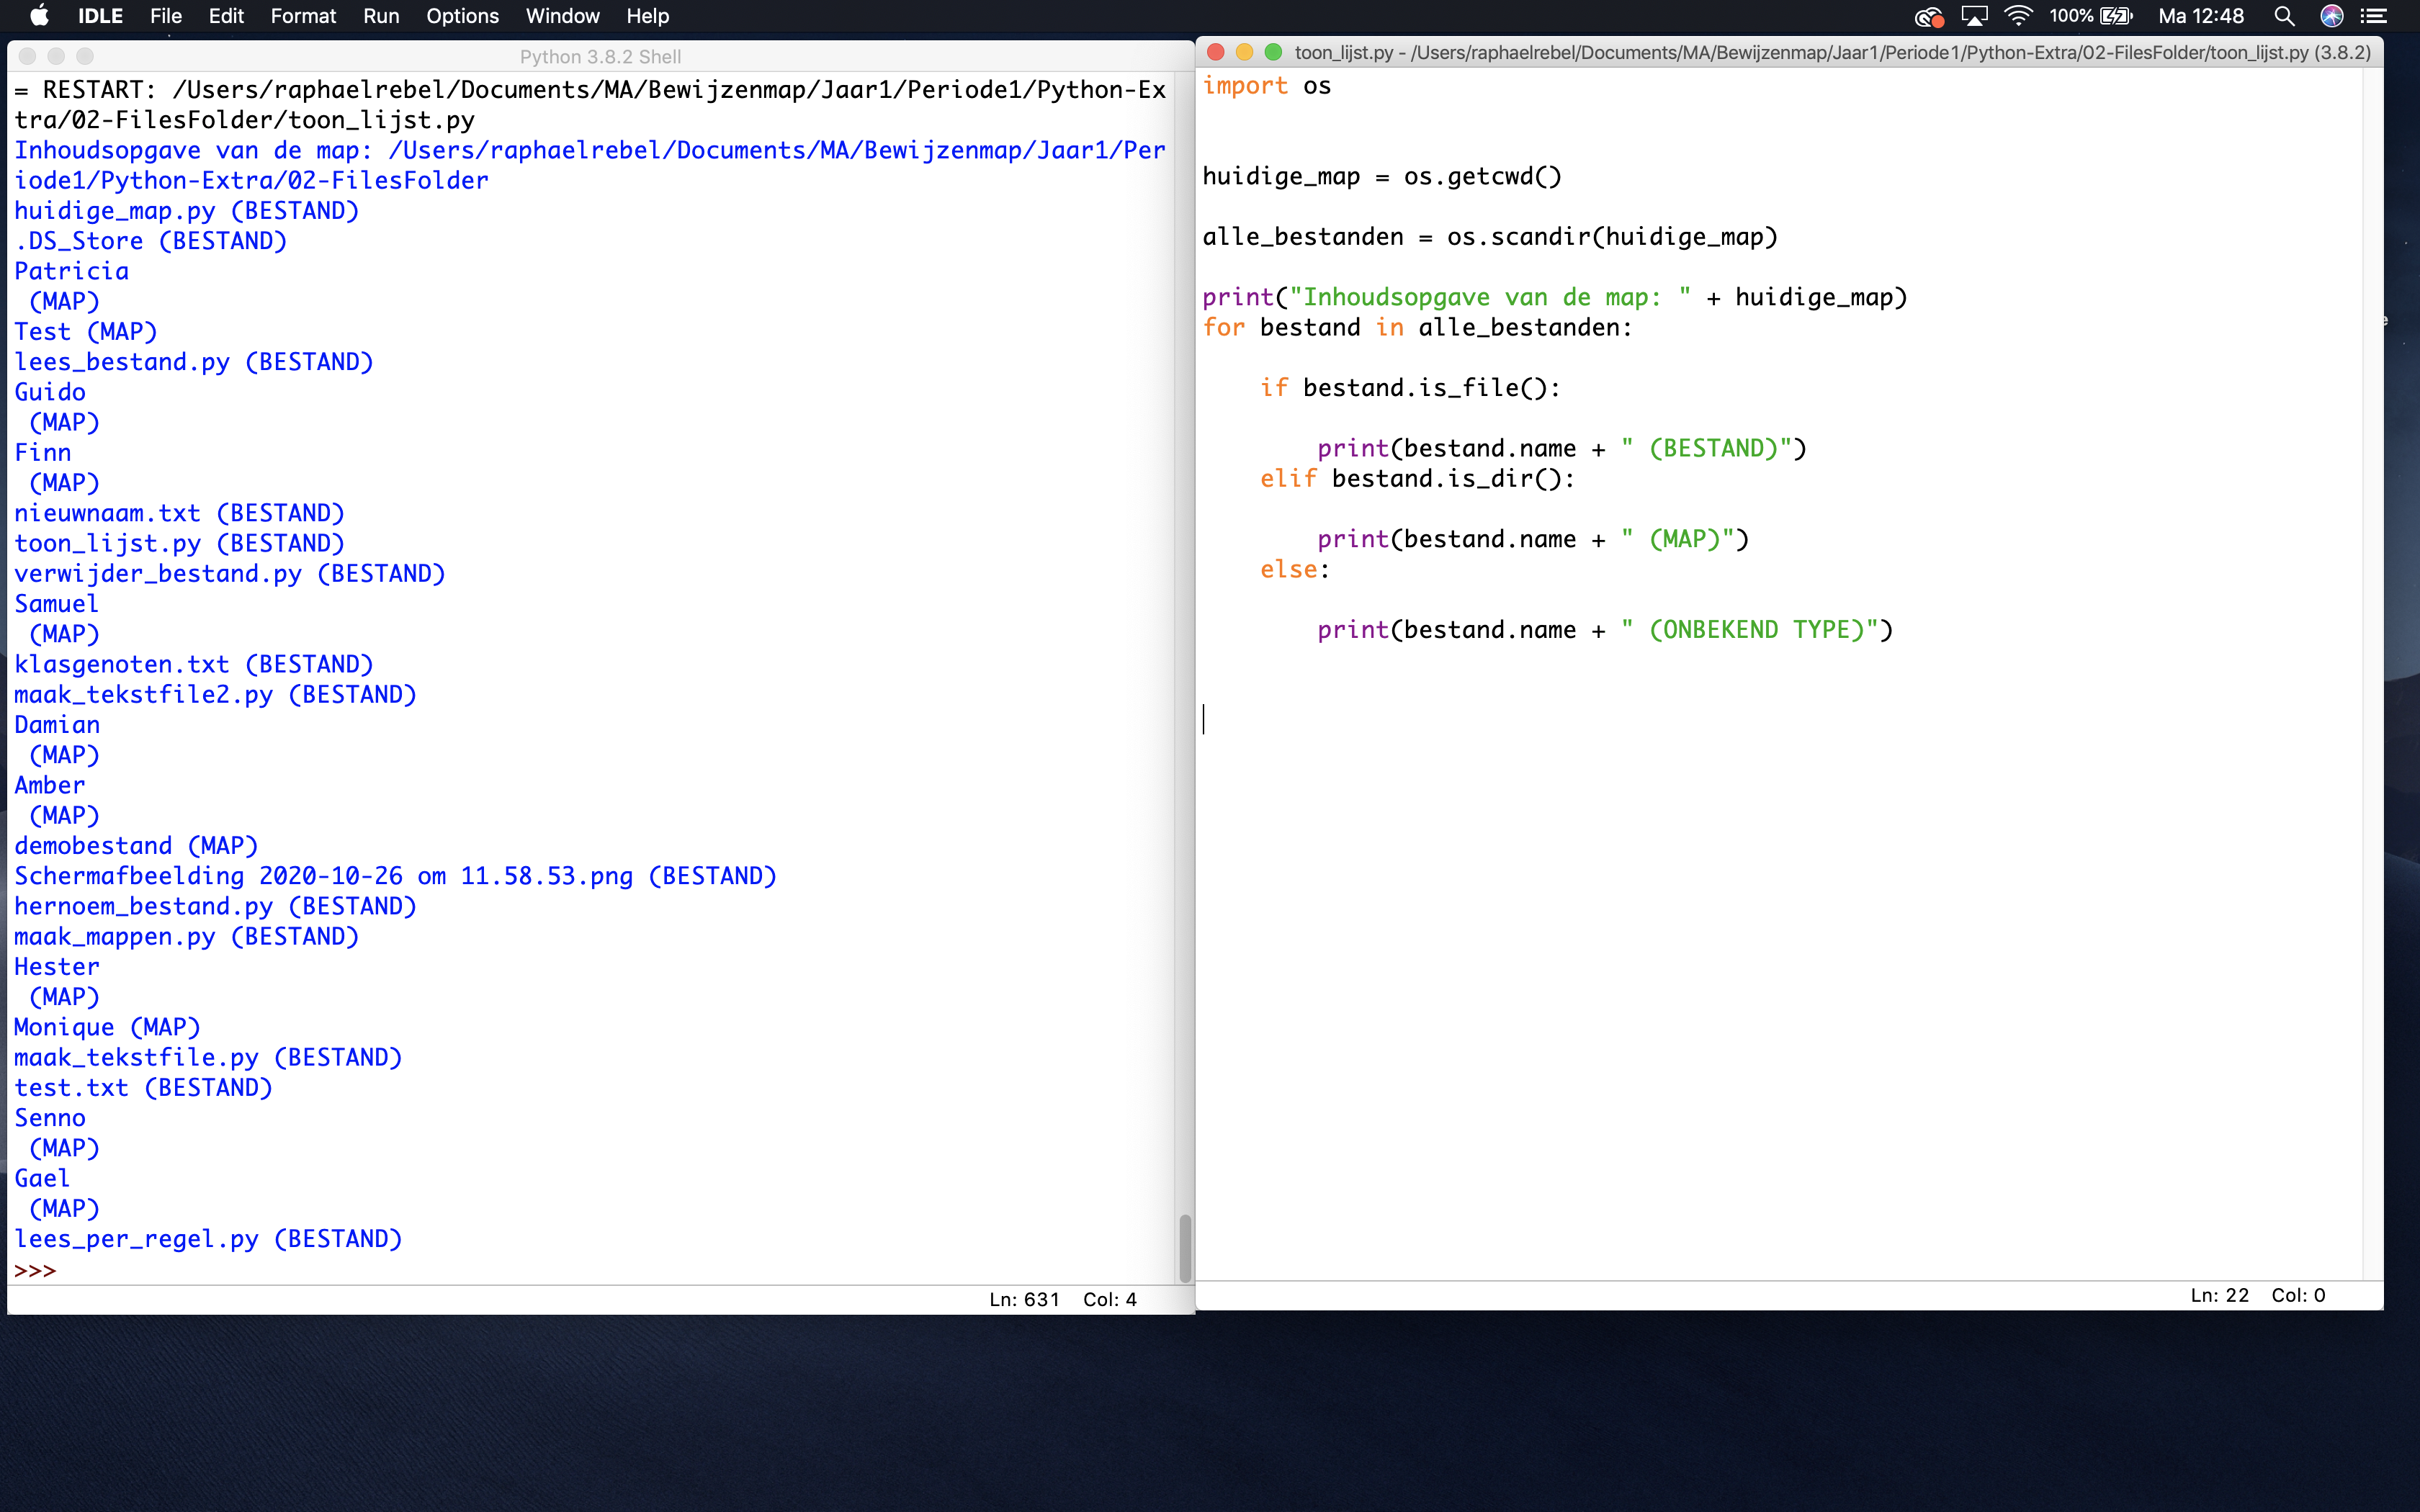 IDLE File Edit Format Run Options Window Help 100% Ma 12:48
Python 3.8.2 Shell
= RESTART: /Users/raphaelrebel/Documents/MA/Bewijzenmap/Jaar1/Periode1/Python-Ex
tra/02-FilesFolder/toon_lijst.py
Inhoudsopgave van de map: /Users/raphaelrebel/Documents/MA/Bewijzenmap/Jaar1/Per
iode1/Python-Extra/02-FilesFolder
huidige_map.py (BESTAND)
.DS_Store (BESTAND)
Patricia
 (MAP)
Test (MAP)
lees_bestand.py (BESTAND)
Guido
 (MAP)
Finn
 (MAP)
nieuwnaam.txt (BESTAND)
toon_lijst.py (BESTAND)
verwijder_bestand.py (BESTAND)
Samuel
 (MAP)
klasgenoten.txt (BESTAND)
maak_tekstfile2.py (BESTAND)
Damian
 (MAP)
Amber
 (MAP)
demobestand (MAP)
Schermafbeelding 2020-10-26 om 11.58.53.png (BESTAND)
hernoem_bestand.py (BESTAND)
maak_mappen.py (BESTAND)
Hester
 (MAP)
Monique (MAP)
maak_tekstfile.py (BESTAND)
test.txt (BESTAND)
Senno
 (MAP)
Gael
 (MAP)
lees_per_regel.py (BESTAND)
>>>
Ln: 631 Col: 4
toon_lijst.py - /Users/raphaelrebel/Documents/MA/Bewijzenmap/Jaar1/Periode1/Python-Extra/02-FilesFolder/toon_lijst.py (3.8.2)
import os
huidige_map = os.getcwd()
alle_bestanden = os.scandir(huidige_map)
print("Inhoudsopgave van de map: " + huidige_map)
for bestand in alle_bestanden:
    if bestand.is_file():
        print(bestand.name + " (BESTAND)")
    elif bestand.is_dir():
        print(bestand.name + " (MAP)")
    else:
        print(bestand.name + " (ONBEKEND TYPE)")
Ln: 22 Col: 0